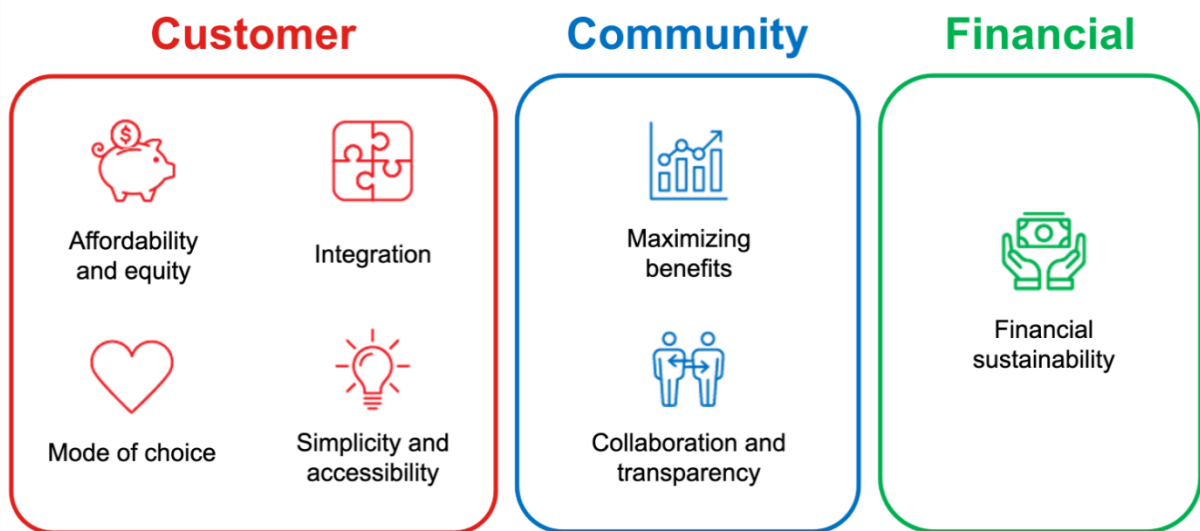 Customer
Affordability
and equity
Integration
Mode of choice
Simplicity and
accessibility
Community
Maximizing
benefits
Collaboration and
transparency
Financial
$
Financial
sustainability